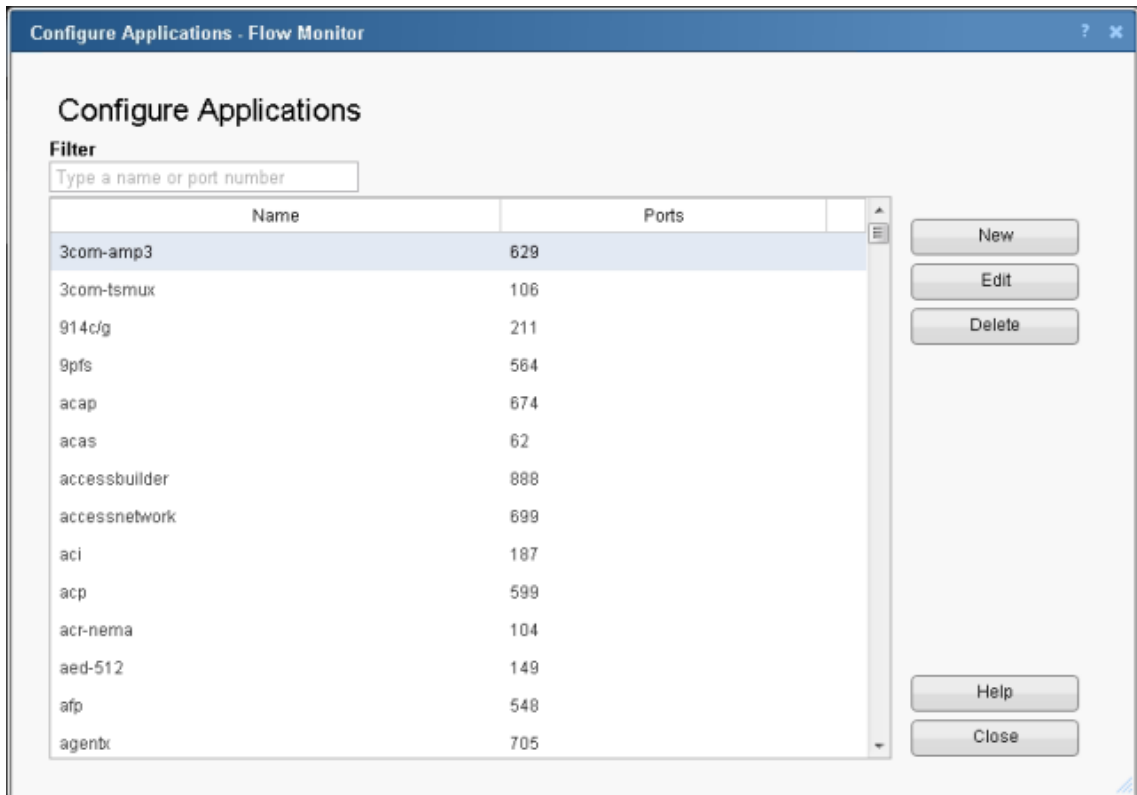 Configure Applications - Flow Monitor ? ×
Configure Applications
Filter
Type a name or port number
Name Ports
3com-amp3 629
3com-tsmux 106
914c/g 211
9pfs 564
acap 674
acas 62
accessbuilder 888
accessnetwork 699
aci 187
acp 599
acr-nema 104
aed-512 149
afp 548
agentx 705
New
Edit
Delete
Help
Close